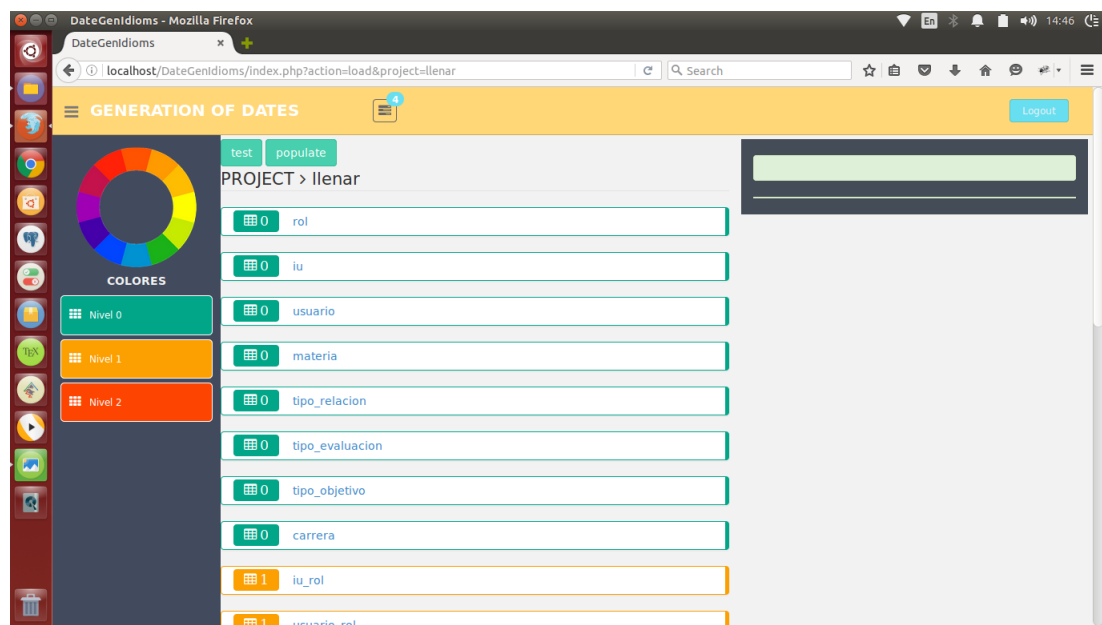 DateGenIdioms - Mozilla Firefox
En
14:46
DateGenIdioms
localhost/DateGenIdioms/index.php?action=load&project=llenar
Search
GENERATION OF DATES
4
Logout
test
populate
PROJECT > llenar
COLORES
Nivel 0
Nivel 1
Nivel 2
0 rol
0 iu
0 usuario
0 materia
0 tipo_relacion
0 tipo_evaluacion
0 tipo_objetivo
0 carrera
1 iu_rol
1 usuario_rol
TEX